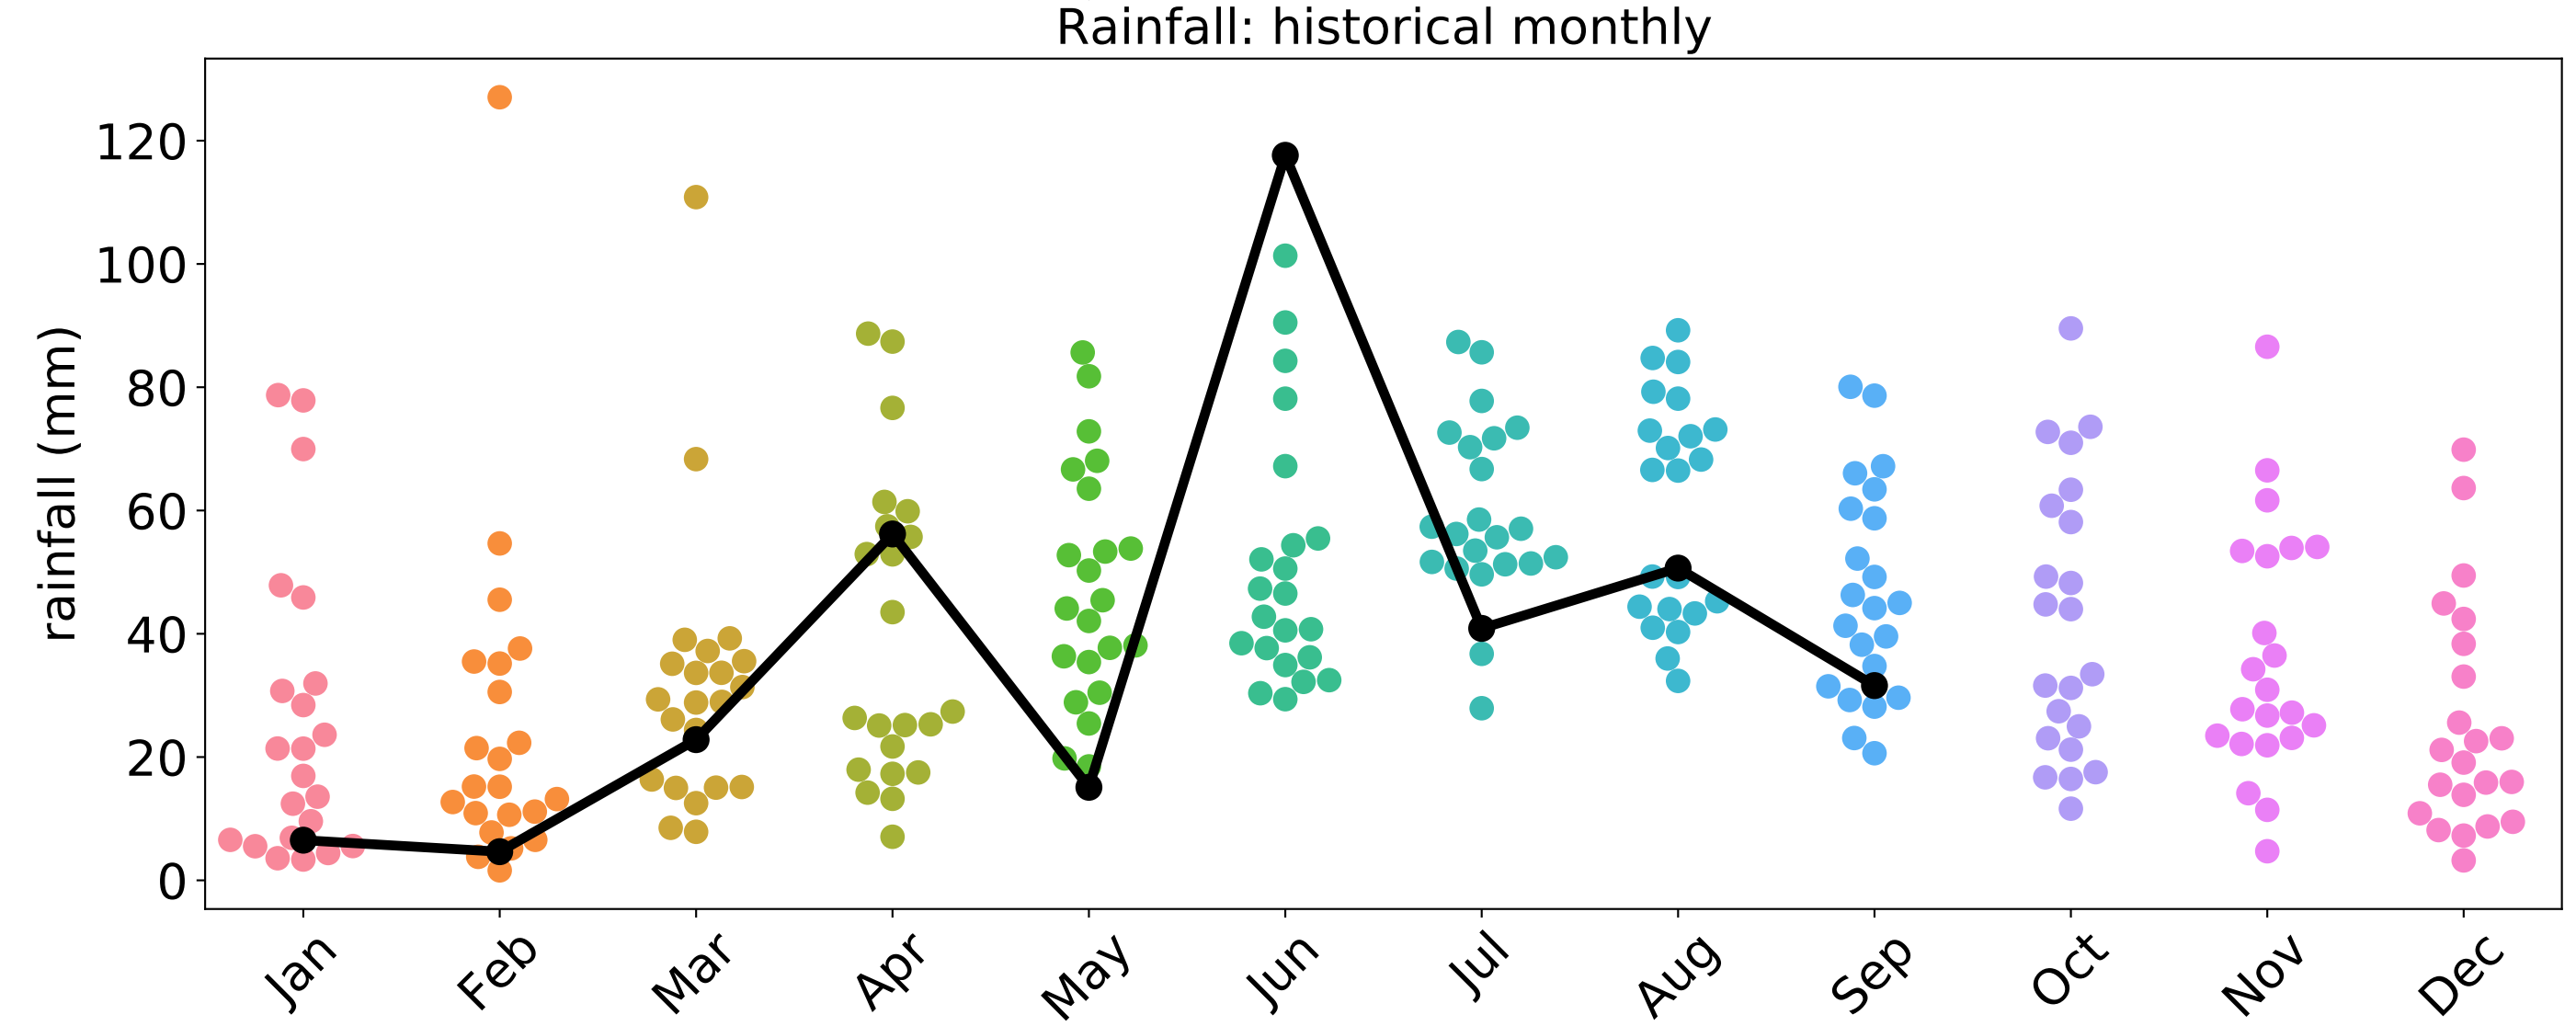 Rainfall: historical monthly
rainfall (mm)
120
100
80
60
40
20
0
Jan
Feb
Mar
Apr
May
Jun
Jul
Aug
Sep
Oct
Nov
Dec